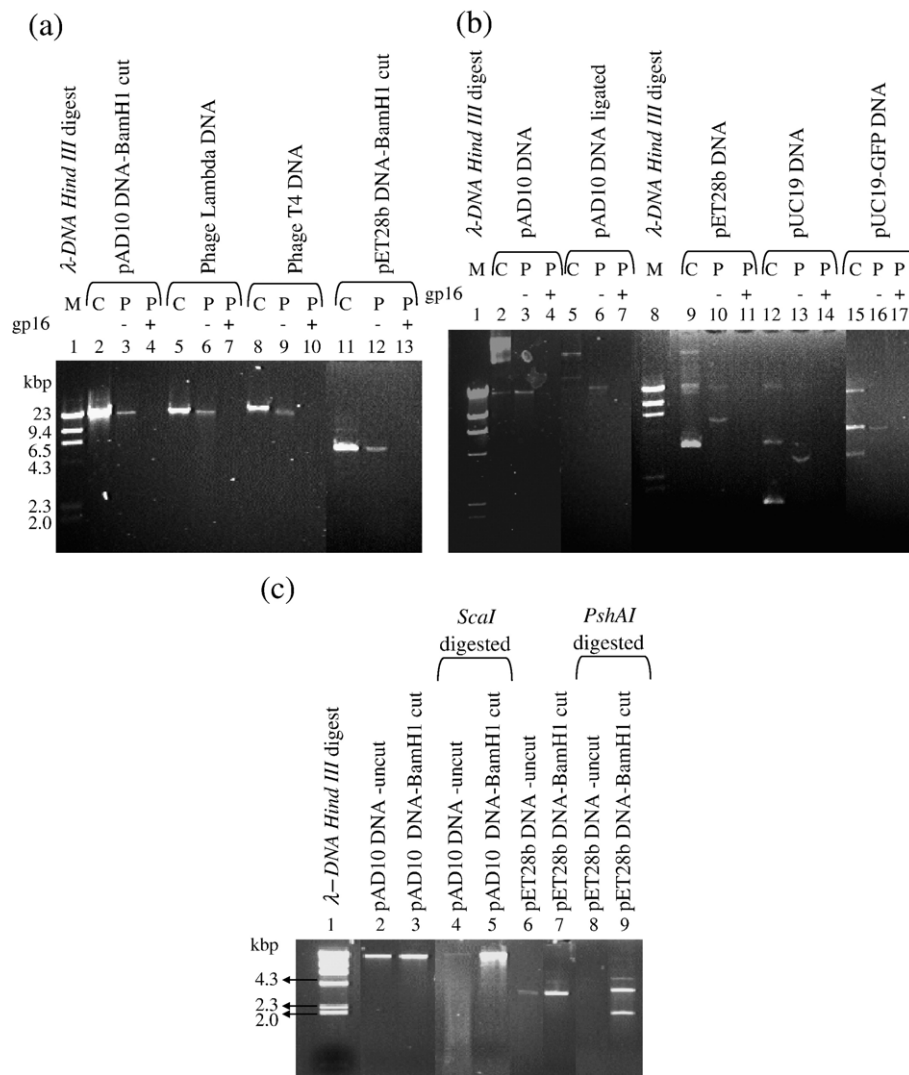 (a)
λ-DNA Hind III digest
pAD10 DNA-BamH1 cut
Phage Lambda DNA
Phage T4 DNA
pET28b DNA-BamH1 cut
M C P P C P P C P P C P P
gp16 - + - + - + - +
1 2 3 4 5 6 7 8 9 10 11 12 13
kbp
23
9.4
6.5
4.3
2.3
2.0
(b)
λ-DNA Hind III digest
pAD10 DNA
pAD10 DNA ligated
λ-DNA Hind III digest
pET28b DNA
pUC19 DNA
pUC19-GFP DNA
M C P P C P P M C P P C P P C P P
gp16 - + - + - + - + - +
1 2 3 4 5 6 7 8 9 10 11 12 13 14 15 16 17
(c)
ScaI
digested
PshAI
digested
λ–DNA Hind III digest
pAD10 DNA -uncut
pAD10 DNA-BamH1 cut
pAD10 DNA -uncut
pAD10 DNA-BamH1 cut
pET28b DNA -uncut
pET28b DNA-BamH1 cut
pET28b DNA -uncut
pET28b DNA-BamH1 cut
1 2 3 4 5 6 7 8 9
kbp
4.3
2.3
2.0